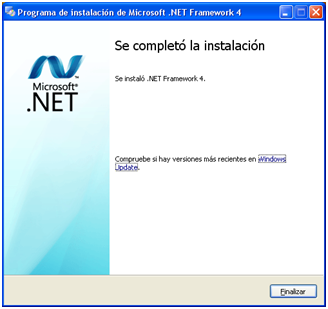 Programa de instalación de Microsoft .NET Framework 4
Se completó la instalación
Microsoft®
.NET
Se instaló .NET Framework 4.
Compruebe si hay versiones más recientes en Windows
Update.
Finalizar